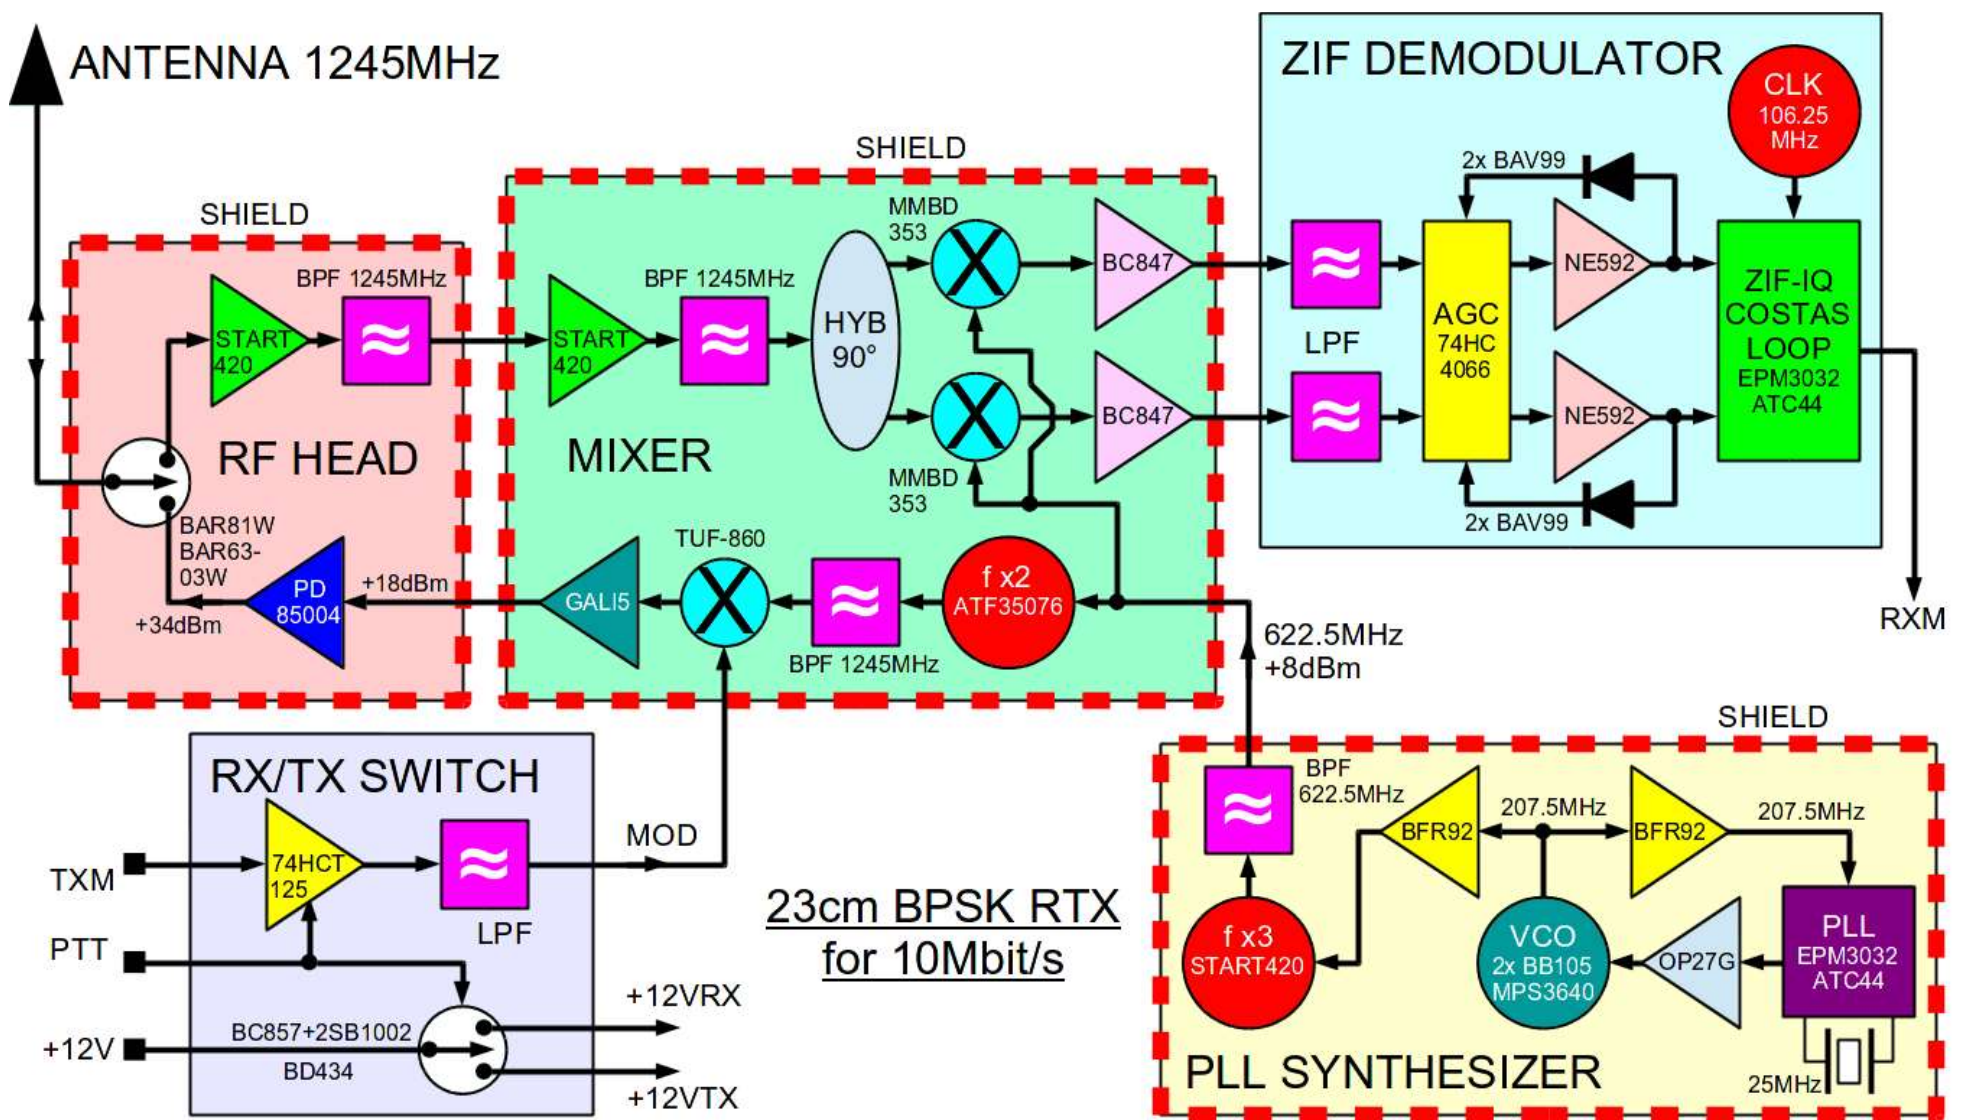 ANTENNA 1245MHz
SHIELD
BPF 1245MHz
START
420
RF HEAD
BAR81W
BAR63-
03W
PD
85004
+34dBm
+18dBm
SHIELD
BPF 1245MHz
START
420
HYB
90°
MMBD
353
MMBD
353
BC847
BC847
MIXER
TUF-860
GALI5
BPF 1245MHz
f x2
ATF35076
622.5MHz
+8dBm
ZIF DEMODULATOR
CLK
106.25
MHz
2x BAV99
LPF
AGC
74HC
4066
NE592
NE592
2x BAV99
ZIF-IQ
COSTAS
LOOP
EPM3032
ATC44
RXM
RX/TX SWITCH
TXM
74HCT
125
LPF
MOD
PTT
+12V
BC857+2SB1002
BD434
+12VRX
+12VTX
23cm BPSK RTX
for 10Mbit/s
SHIELD
BPF
622.5MHz
BFR92
207.5MHz
BFR92
207.5MHz
f x3
START420
VCO
2x BB105
MPS3640
OP27G
PLL
EPM3032
ATC44
25MHz
PLL SYNTHESIZER